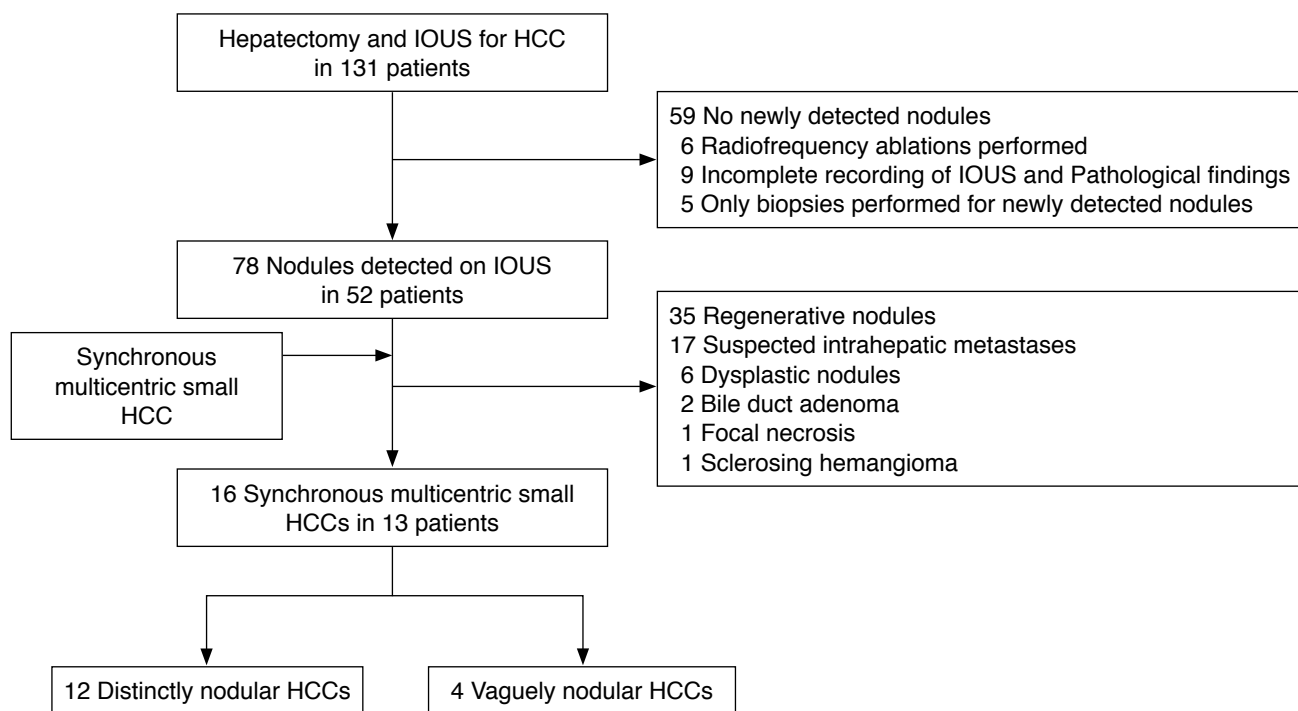 Hepatectomy and IOUS for HCC
in 131 patients
59 No newly detected nodules
6 Radiofrequency ablations performed
9 Incomplete recording of IOUS and Pathological findings
5 Only biopsies performed for newly detected nodules
78 Nodules detected on IOUS
in 52 patients
Synchronous
multicentric small
HCC
35 Regenerative nodules
17 Suspected intrahepatic metastases
6 Dysplastic nodules
2 Bile duct adenoma
1 Focal necrosis
1 Sclerosing hemangioma
16 Synchronous multicentric small
HCCs in 13 patients
12 Distinctly nodular HCCs
4 Vaguely nodular HCCs